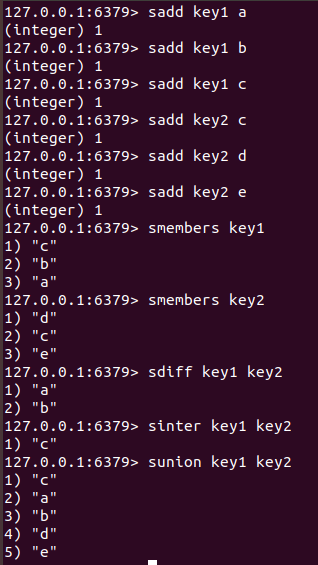 127.0.0.1:6379> sadd key1 a
(integer) 1
127.0.0.1:6379> sadd key1 b
(integer) 1
127.0.0.1:6379> sadd key1 c
(integer) 1
127.0.0.1:6379> sadd key2 c
(integer) 1
127.0.0.1:6379> sadd key2 d
(integer) 1
127.0.0.1:6379> sadd key2 e
(integer) 1
127.0.0.1:6379> smembers key1
1) "c"
2) "b"
3) "a"
127.0.0.1:6379> smembers key2
1) "d"
2) "c"
3) "e"
127.0.0.1:6379> sdiff key1 key2
1) "a"
2) "b"
127.0.0.1:6379> sinter key1 key2
1) "c"
127.0.0.1:6379> sunion key1 key2
1) "c"
2) "a"
3) "b"
4) "d"
5) "e"